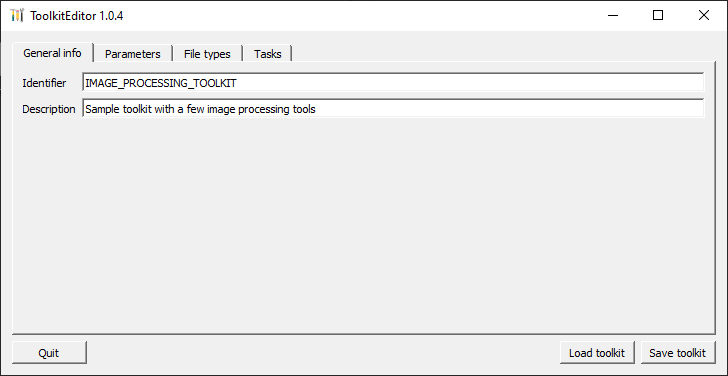 ToolkitEditor 1.0.4
General info Parameters File types Tasks
Identifier IMAGE_PROCESSING_TOOLKIT
Description Sample toolkit with a few image processing tools
Quit Load toolkit Save toolkit